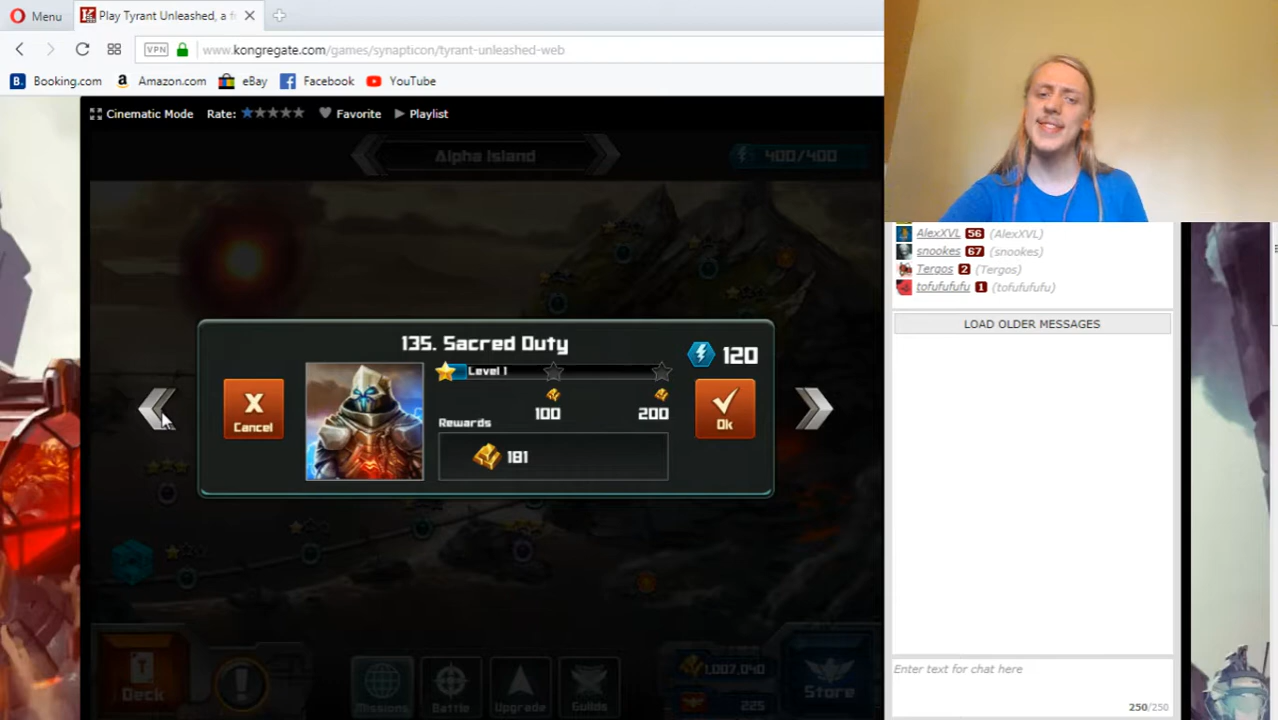 Menu
Play Tyrant Unleashed, a f
VPN
www.kongregate.com/games/synapticon/tyrant-unleashed-web
B. Booking.com
a Amazon.com
eBay
Facebook
YouTube
Cinematic Mode
Rate:
Favorite
Playlist
Alpha Island
400/400
AlexXVL 56 (AlexXVL)
snookes 67 (snookes)
Tergos 2 (Tergos)
tofufufufu 1 (tofufufufu)
LOAD OLDER MESSAGES
135. Sacred Duty
120
Level 1
X
Cancel
100
200
Ok
Rewards
181
T
Deck
!
Missions
Battle
Upgrade
Guilds
1,007,040
225
Store
Enter text for chat here
250/250